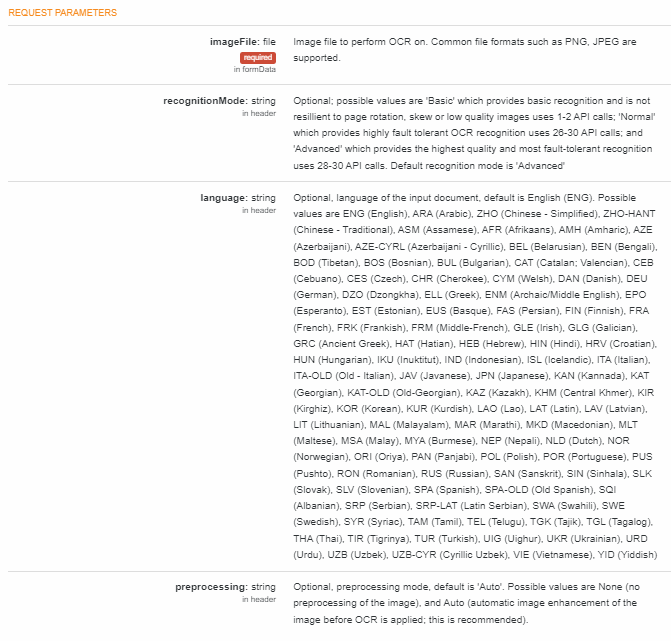 REQUEST PARAMETERS
imageFile: file
required
in formData
Image file to perform OCR on. Common file formats such as PNG, JPEG are
supported.
recognitionMode: string
in header
Optional; possible values are 'Basic' which provides basic recognition and is not
resillient to page rotation, skew or low quality images uses 1-2 API calls; 'Normal'
which provides highly fault tolerant OCR recognition uses 26-30 API calls; and
'Advanced' which provides the highest quality and most fault-tolerant recognition
uses 28-30 API calls. Default recognition mode is 'Advanced'
language: string
in header
Optional, language of the input document, default is English (ENG). Possible
values are ENG (English), ARA (Arabic), ZHO (Chinese - Simplified), ZHO-HANT
(Chinese - Traditional), ASM (Assamese), AFR (Afrikaans), AMH (Amharic), AZE
(Azerbaijani), AZE-CYRL (Azerbaijani - Cyrillic), BEL (Belarusian), BEN (Bengali),
BOD (Tibetan), BOS (Bosnian), BUL (Bulgarian), CAT (Catalan; Valencian), CEB
(Cebuano), CES (Czech), CHR (Cherokee), CYM (Welsh), DAN (Danish), DEU
(German), DZO (Dzongkha), ELL (Greek), ENM (Archaic/Middle English), EPO
(Esperanto), EST (Estonian), EUS (Basque), FAS (Persian), FIN (Finnish), FRA
(French), FRK (Frankish), FRM (Middle-French), GLE (Irish), GLG (Galician),
GRC (Ancient Greek), HAT (Hatian), HEB (Hebrew), HIN (Hindi), HRV (Croatian),
HUN (Hungarian), IKU (Inuktitut), IND (Indonesian), ISL (Icelandic), ITA (Italian),
ITA-OLD (Old - Italian), JAV (Javanese), JPN (Japanese), KAN (Kannada), KAT
(Georgian), KAT-OLD (Old-Georgian), KAZ (Kazakh), KHM (Central Khmer), KIR
(Kirghiz), KOR (Korean), KUR (Kurdish), LAO (Lao), LAT (Latin), LAV (Latvian),
LIT (Lithuanian), MAL (Malayalam), MAR (Marathi), MKD (Macedonian), MLT
(Maltese), MSA (Malay), MYA (Burmese), NEP (Nepali), NLD (Dutch), NOR
(Norwegian), ORI (Oriya), PAN (Panjabi), POL (Polish), POR (Portuguese), PUS
(Pushto), RON (Romanian), RUS (Russian), SAN (Sanskrit), SIN (Sinhala), SLK
(Slovak), SLV (Slovenian), SPA (Spanish), SPA-OLD (Old Spanish), SQI
(Albanian), SRP (Serbian), SRP-LAT (Latin Serbian), SWA (Swahili), SWE
(Swedish), SYR (Syriac), TAM (Tamil), TEL (Telugu), TGK (Tajik), TGL (Tagalog),
THA (Thai), TIR (Tigrinya), TUR (Turkish), UIG (Uighur), UKR (Ukrainian), URD
(Urdu), UZB (Uzbek), UZB-CYR (Cyrillic Uzbek), VIE (Vietnamese), YID (Yiddish)
preprocessing: string
in header
Optional, preprocessing mode, default is 'Auto'. Possible values are None (no
preprocessing of the image), and Auto (automatic image enhancement of the
image before OCR is applied; this is recommended).